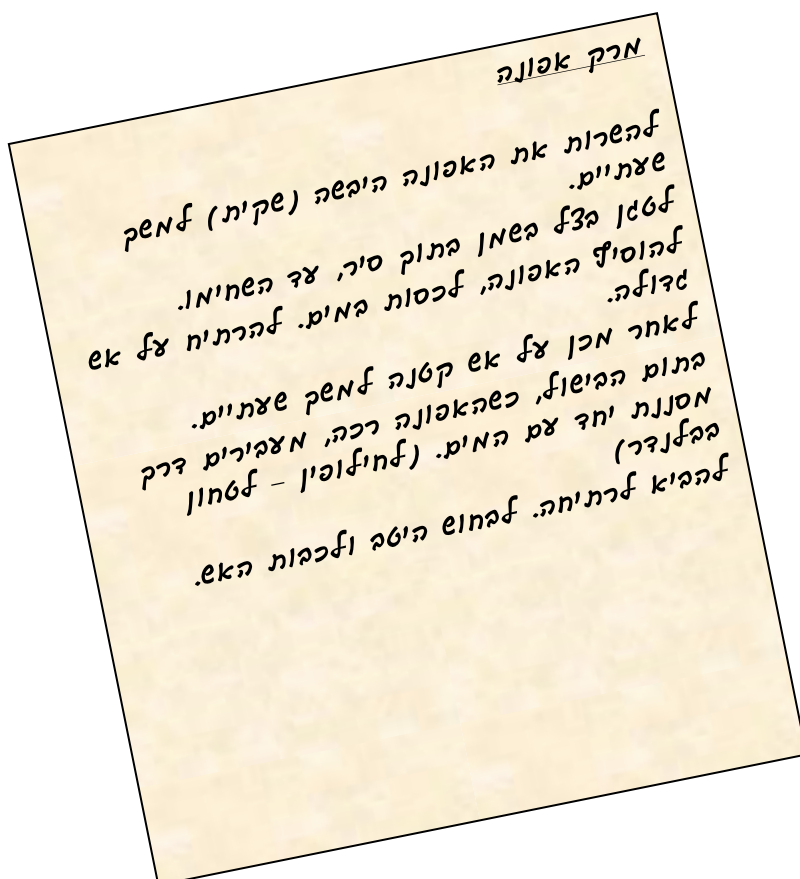 מרק אפונה
להשרות את האפונה היבשה (שקית) למשך
שעתיים.
לטגן בצל בשמן בתוך סיר, עד השחימו.
להוסיף האפונה, לכסות במים. להרתיח על אש
גדולה.
לאחר מכן על אש קטנה למשך שעתיים.
בתום הבישול, כשהאפונה רכה, מעבירים דרך
מסננת יחד עם המים. (לחילופין – לטחון
בבלנדר)
להביא לרתיחה. לבחוש היטב ולכבות האש.